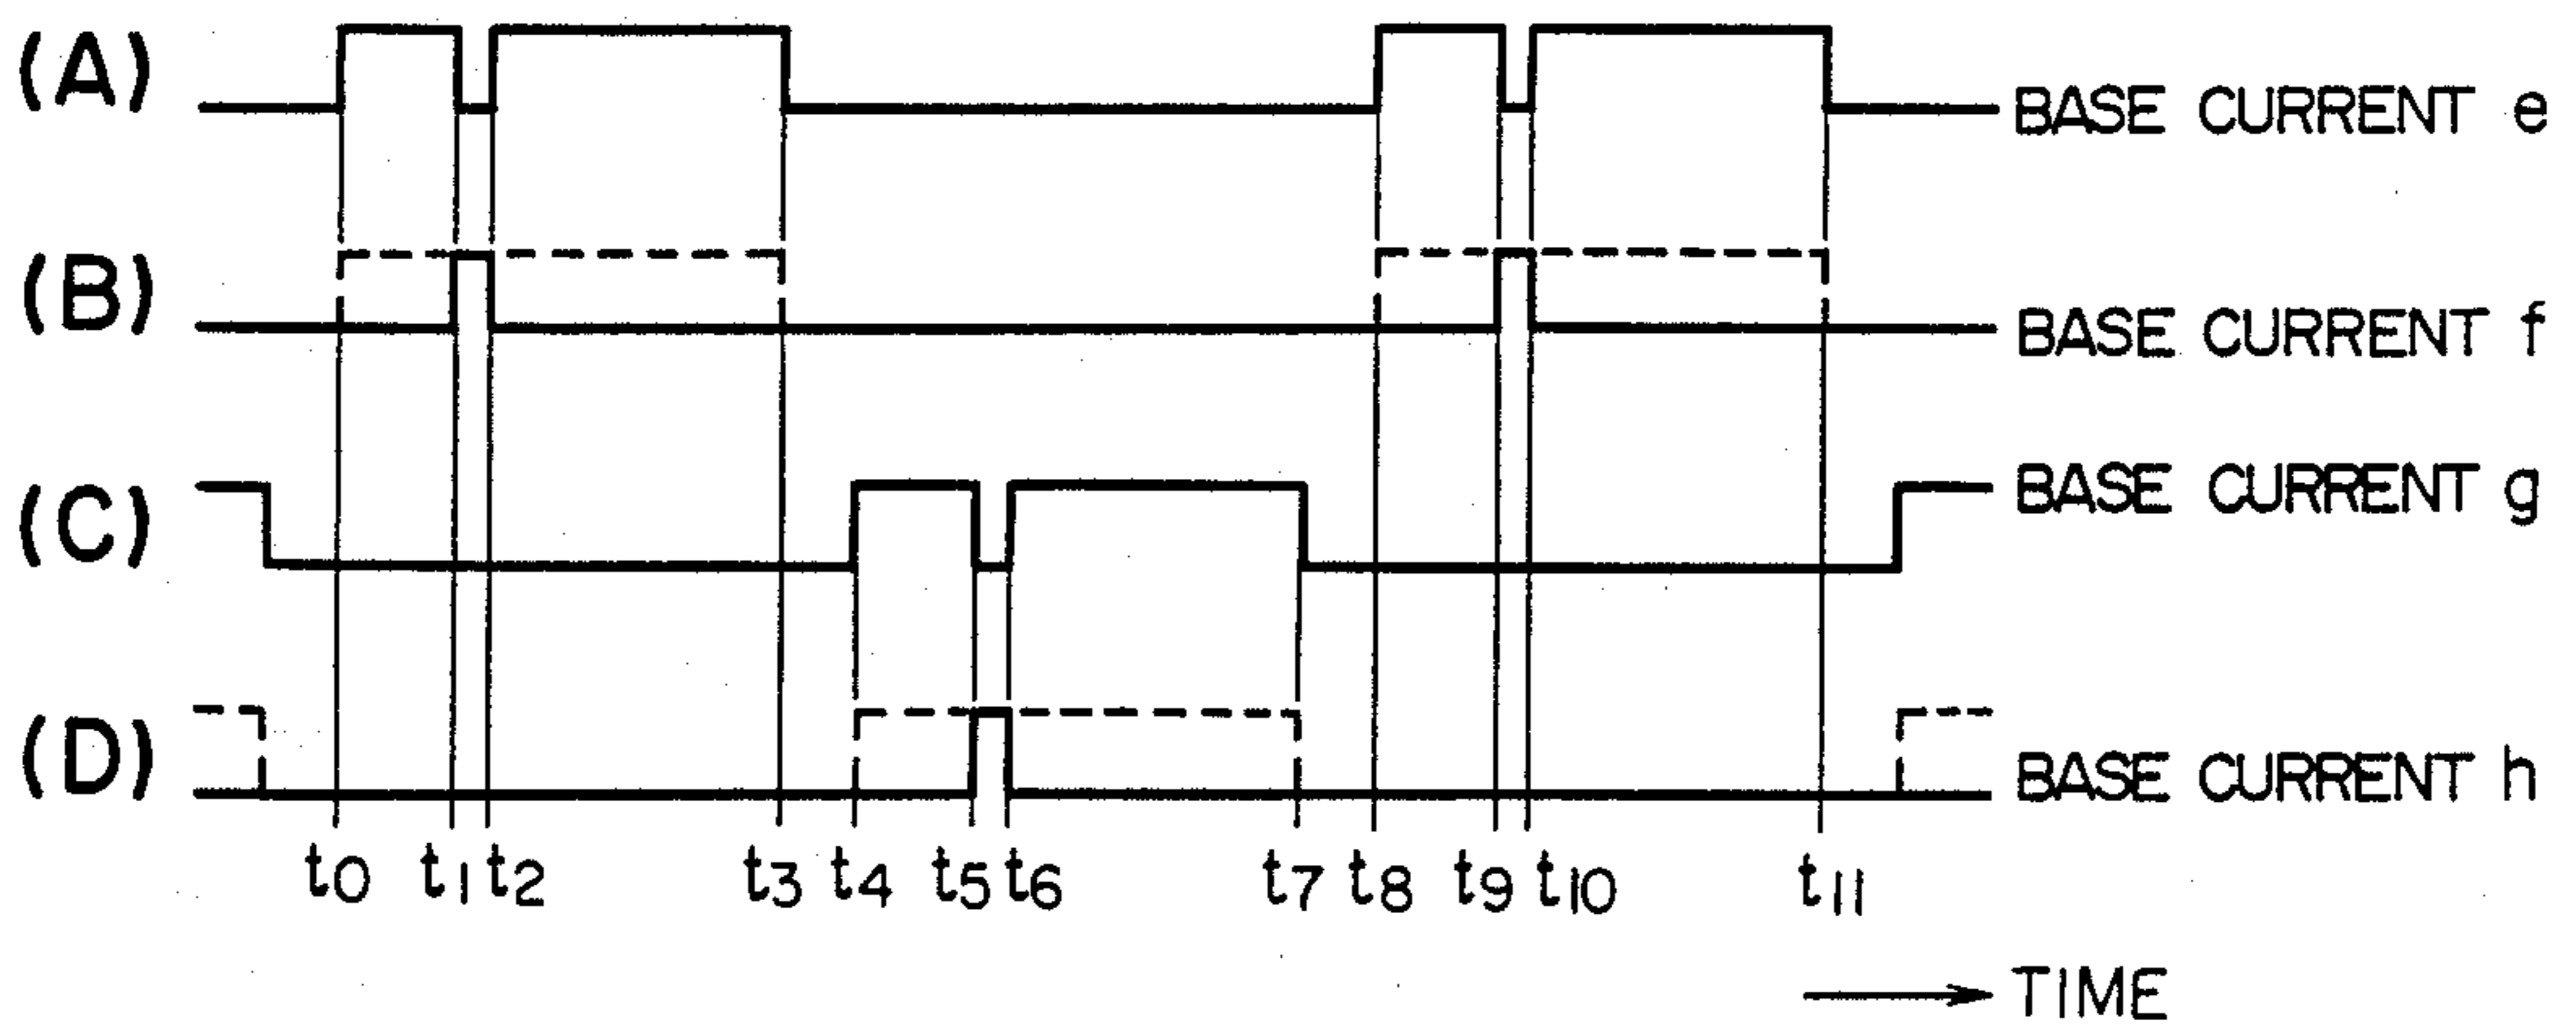 (A) BASE CURRENT e
(B) BASE CURRENT f
(C) BASE CURRENT g
(D) BASE CURRENT h
t0 t1 t2 t3 t4 t5 t6 t7 t8 t9 t10 t11
TIME